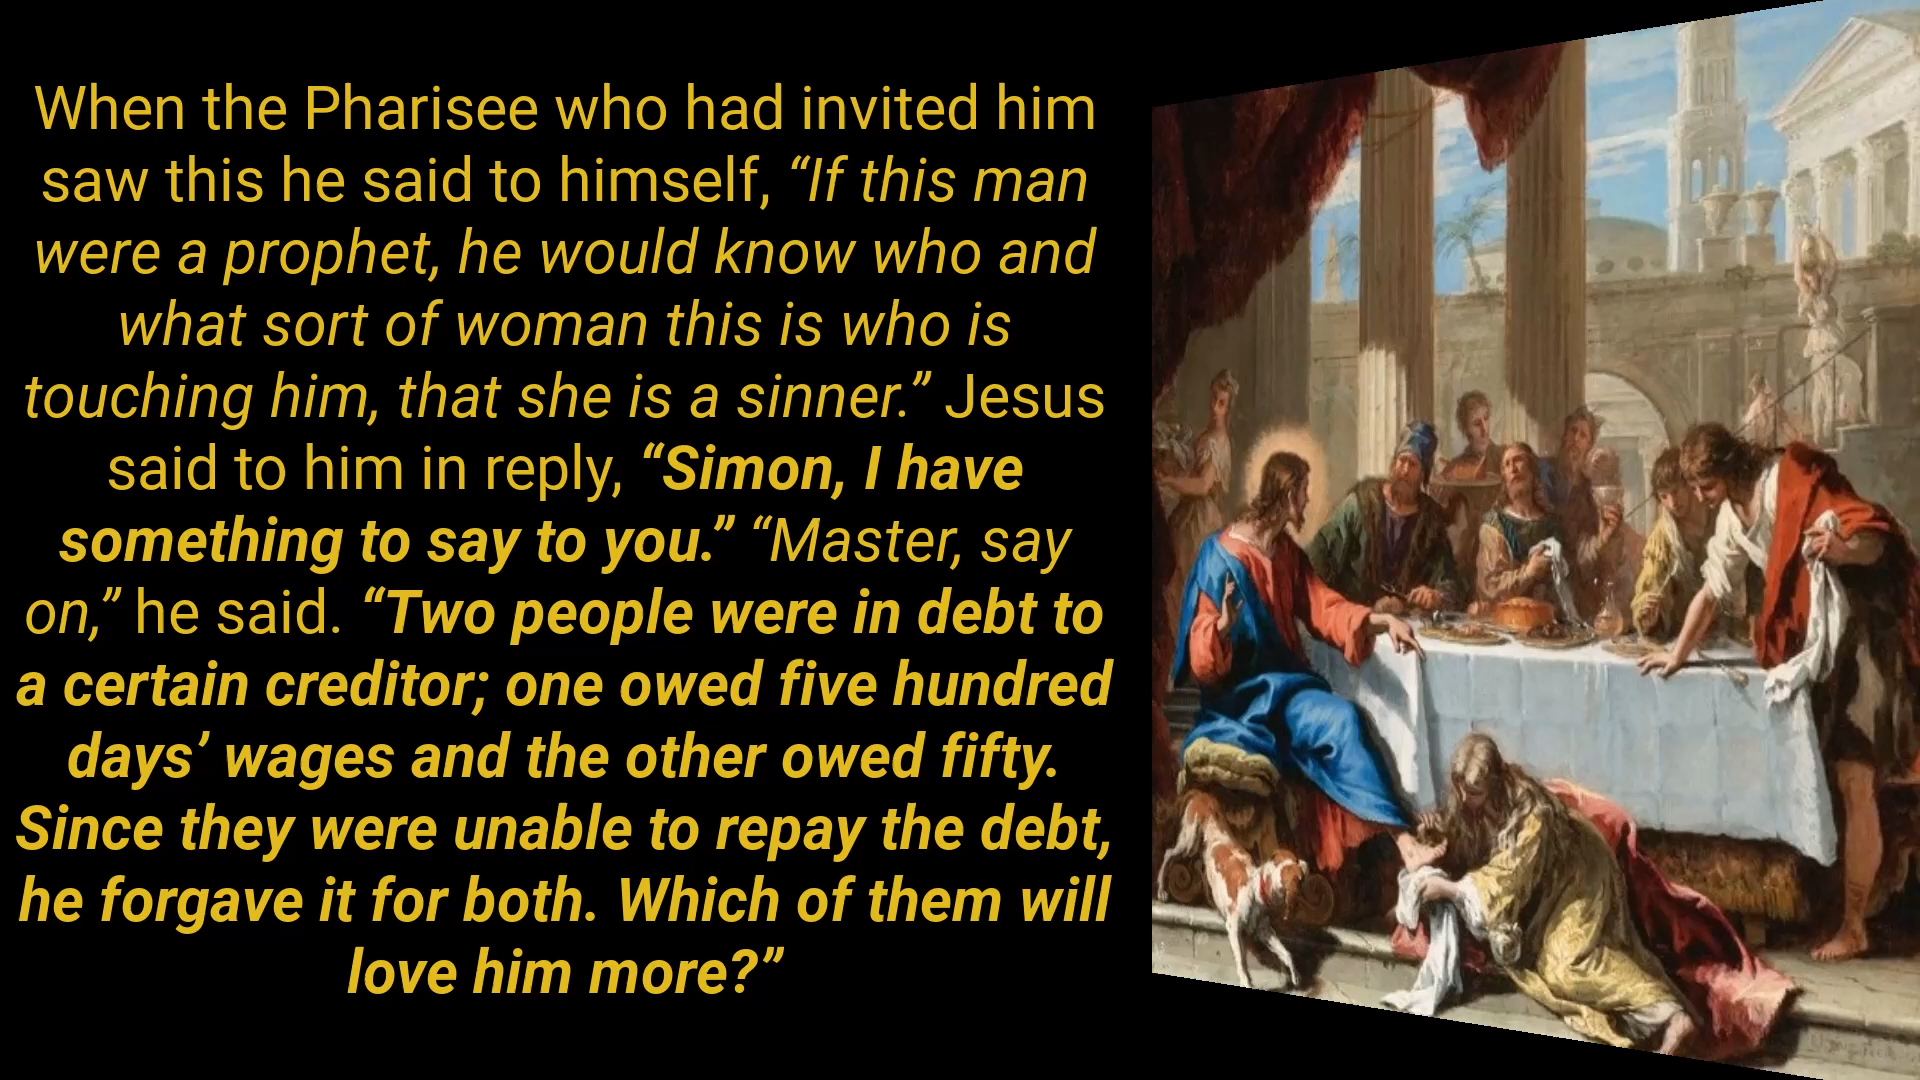 When the Pharisee who had invited him
saw this he said to himself, “If this man
were a prophet, he would know who and
what sort of woman this is who is
touching him, that she is a sinner.” Jesus
said to him in reply, “Simon, I have
something to say to you.” “Master, say
on,” he said. “Two people were in debt to
a certain creditor; one owed five hundred
days’ wages and the other owed fifty.
Since they were unable to repay the debt,
he forgave it for both. Which of them will
love him more?”